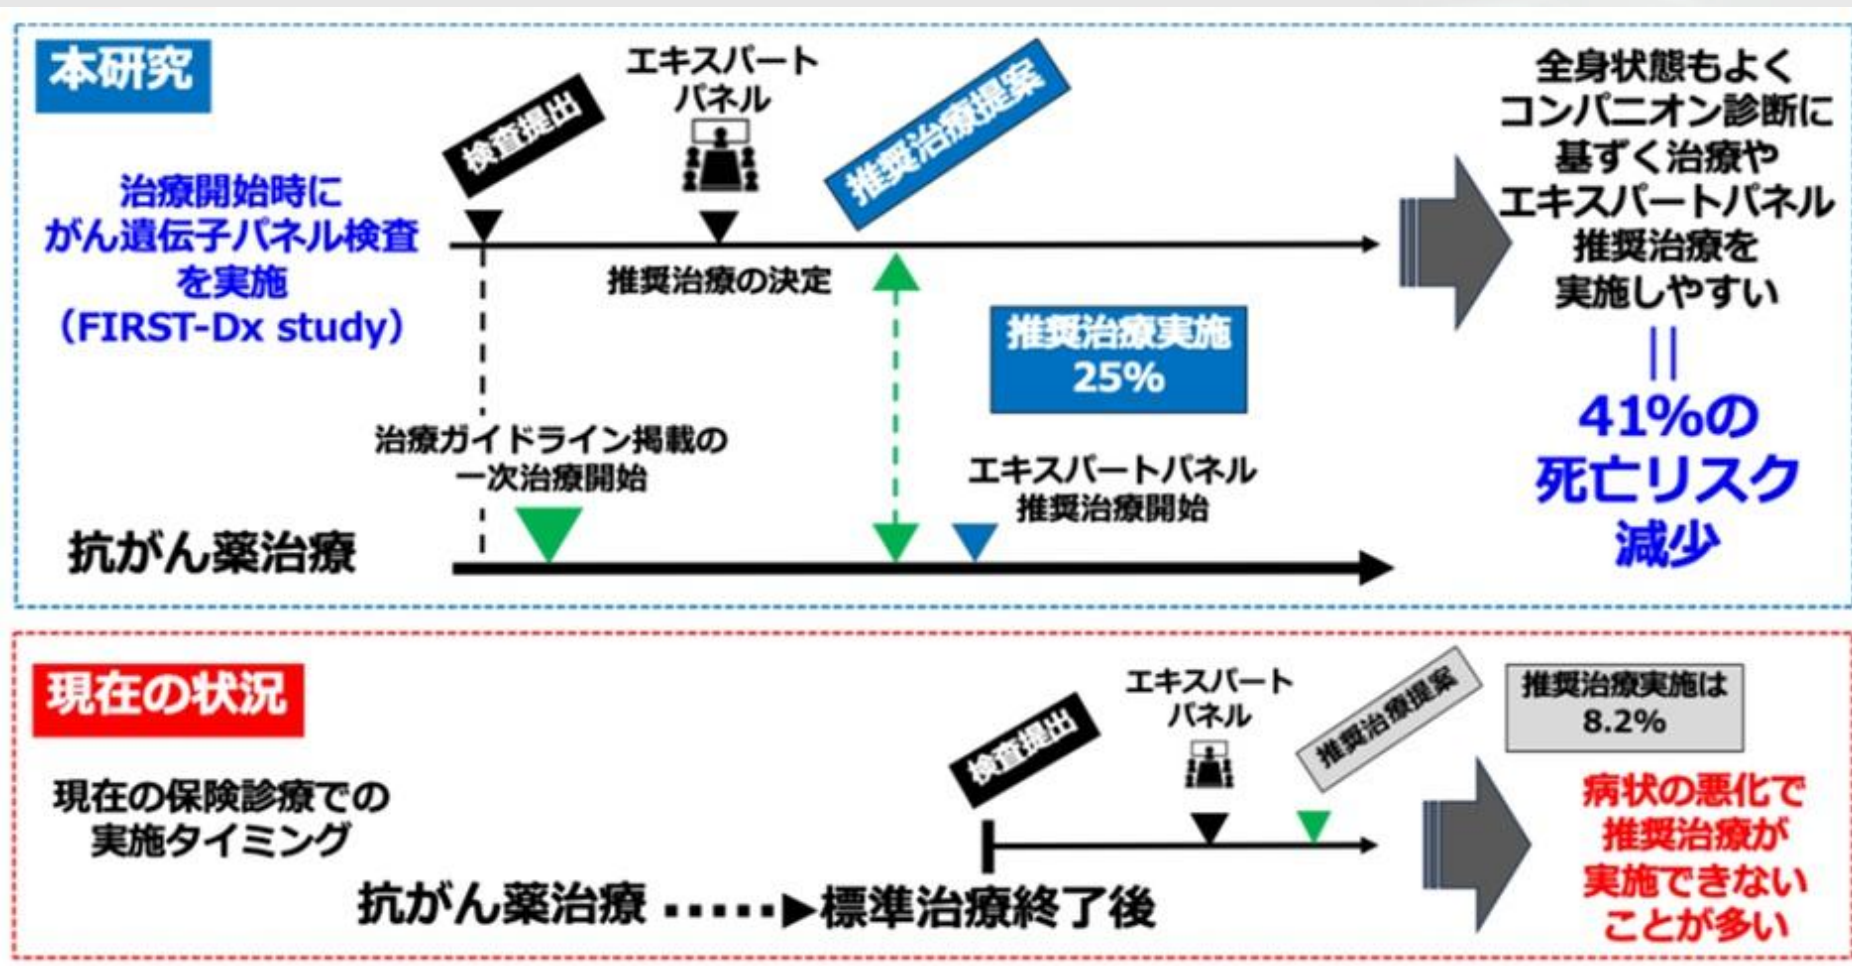 本研究
治療開始時に
がん遺伝子パネル検査
を実施
（FIRST-Dx study）
検査提出
エキスパート
パネル
推奨治療提案
推奨治療の決定
推奨治療実施
25%
治療ガイドライン掲載の
一次治療開始
エキスパートパネル
推奨治療開始
抗がん薬治療
全身状態もよく
コンパニオン診断に
基ずく治療や
エキスパートパネル
推奨治療を
実施しやすい
||
41%の
死亡リスク
減少
現在の状況
現在の保険診療での
実施タイミング
検査提出
エキスパート
パネル
推奨治療提案
推奨治療実施は
8.2%
抗がん薬治療 ・・・・・▶標準治療終了後
病状の悪化で
推奨治療が
実施できない
ことが多い